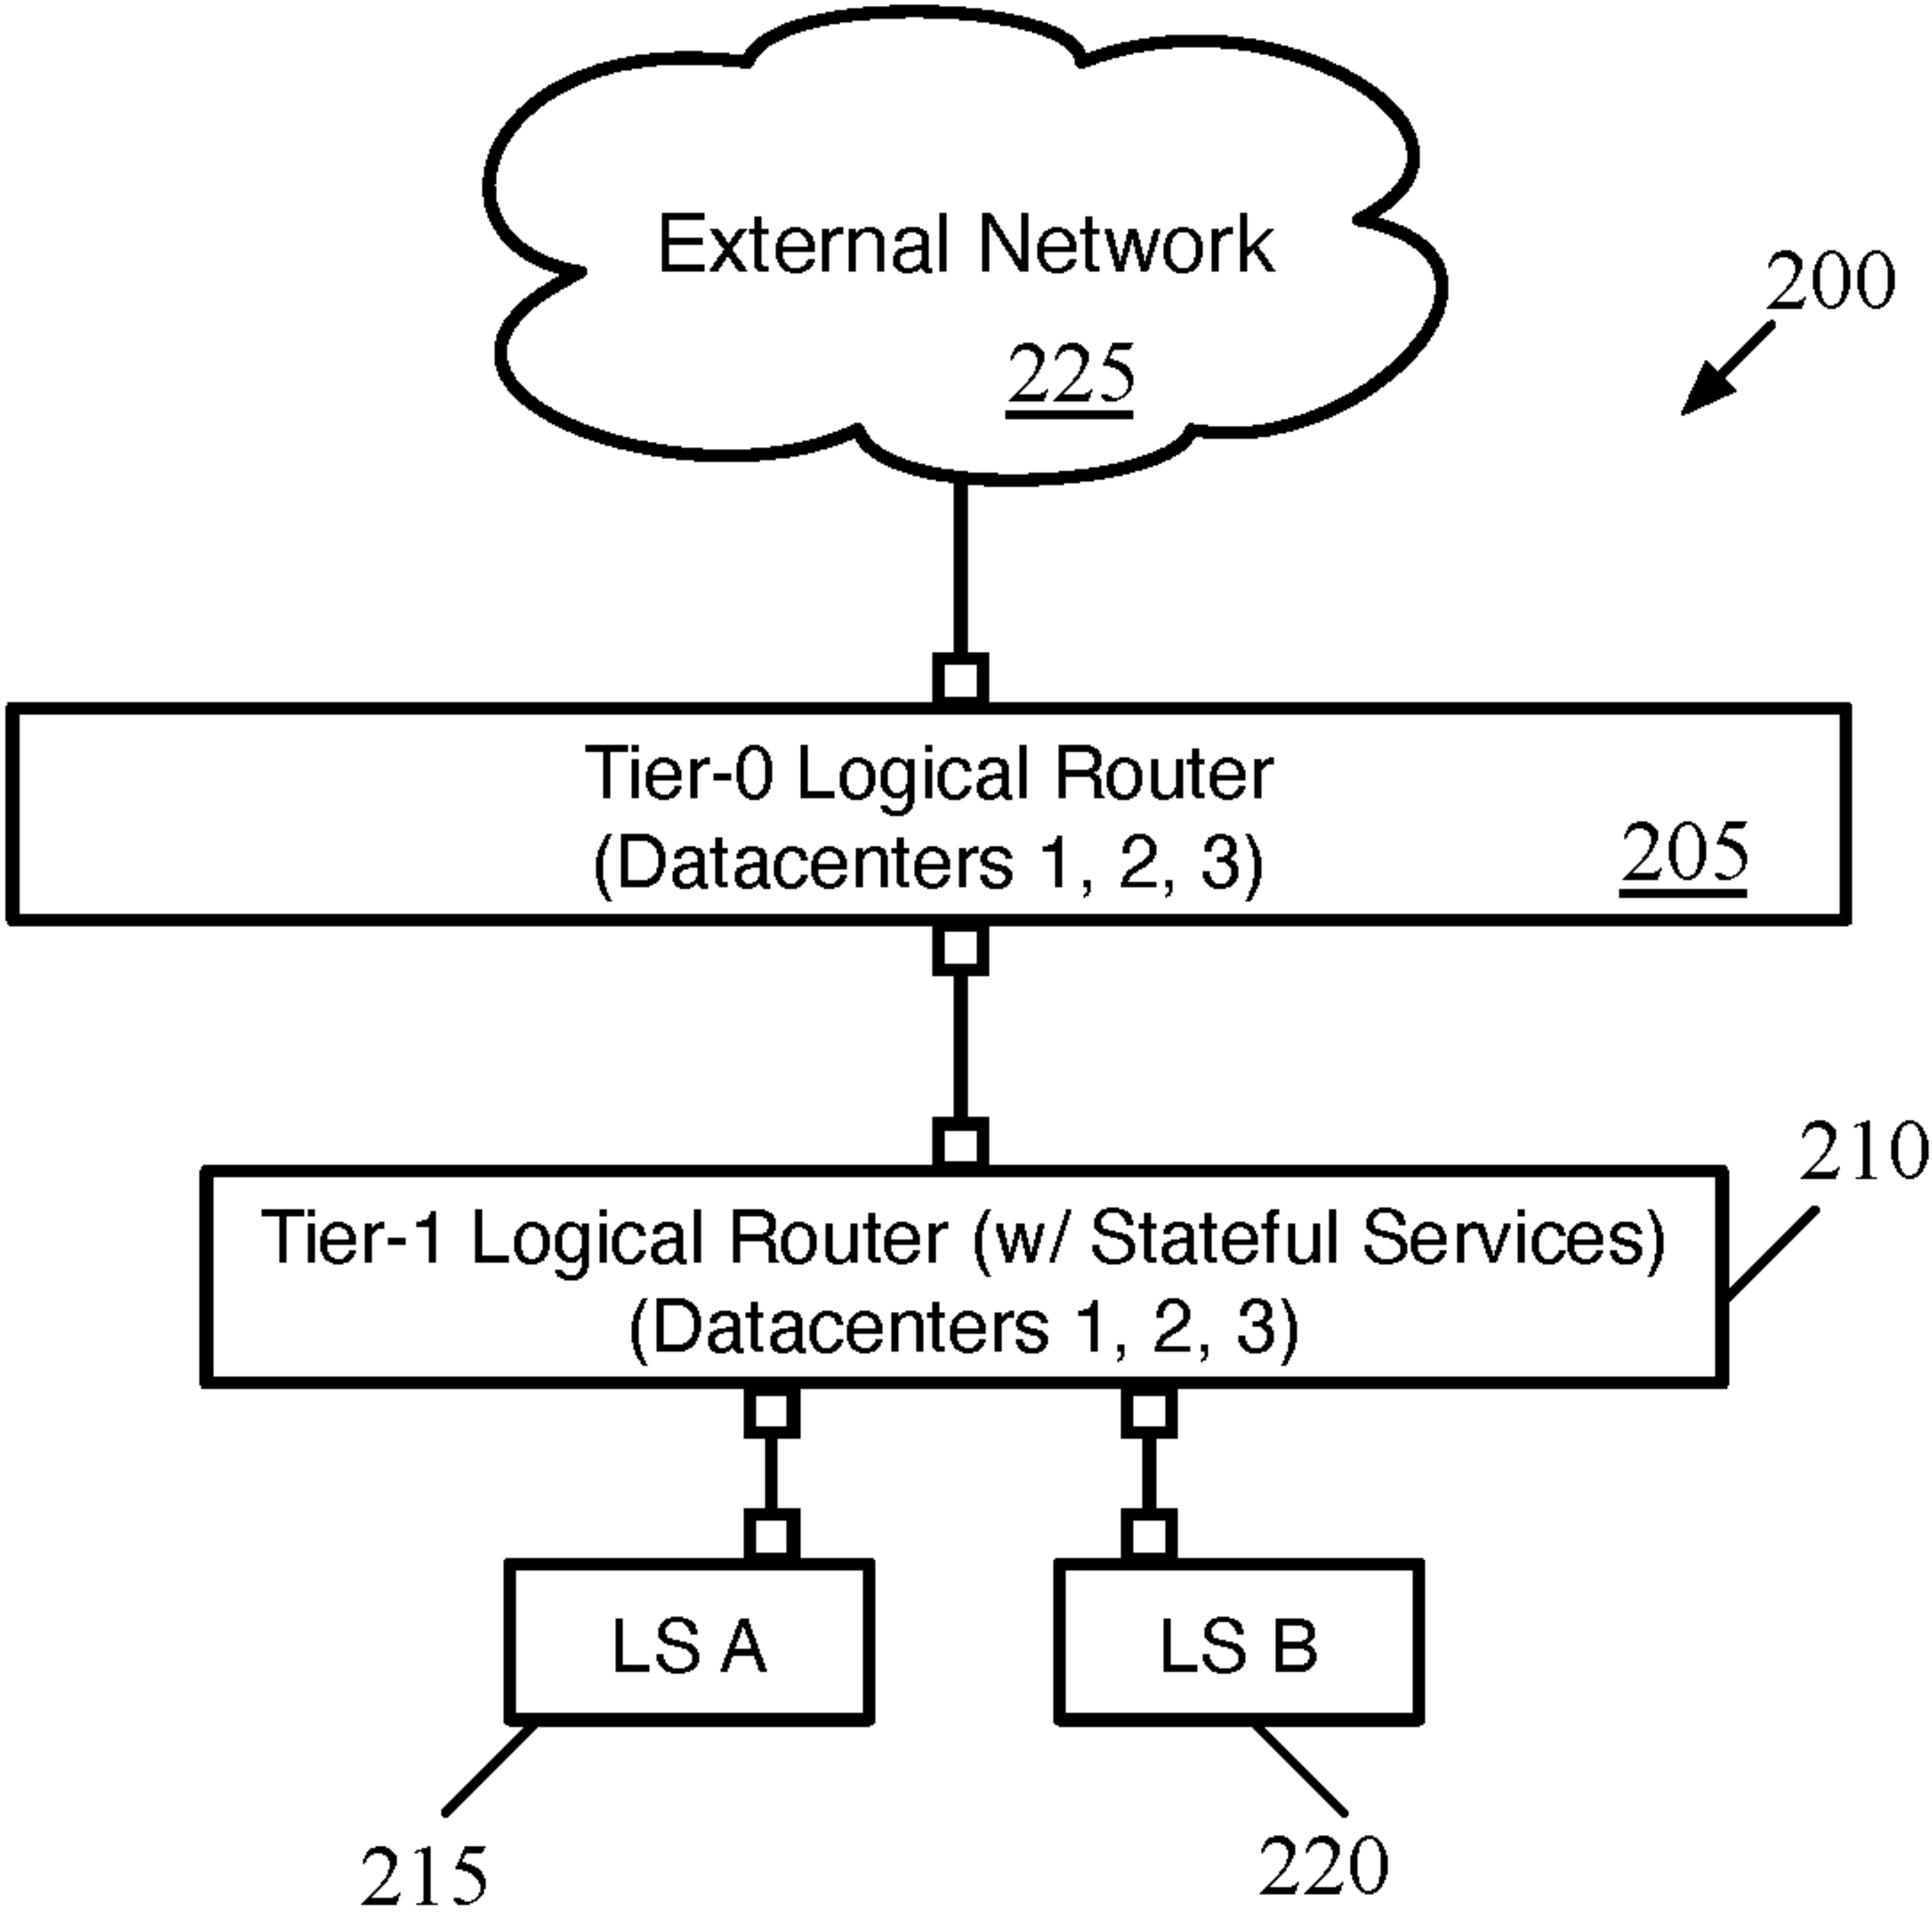 External Network
225
200
Tier-0 Logical Router
(Datacenters 1, 2, 3)
205
210
Tier-1 Logical Router (w/ Stateful Services)
(Datacenters 1, 2, 3)
LS A
LS B
215
220